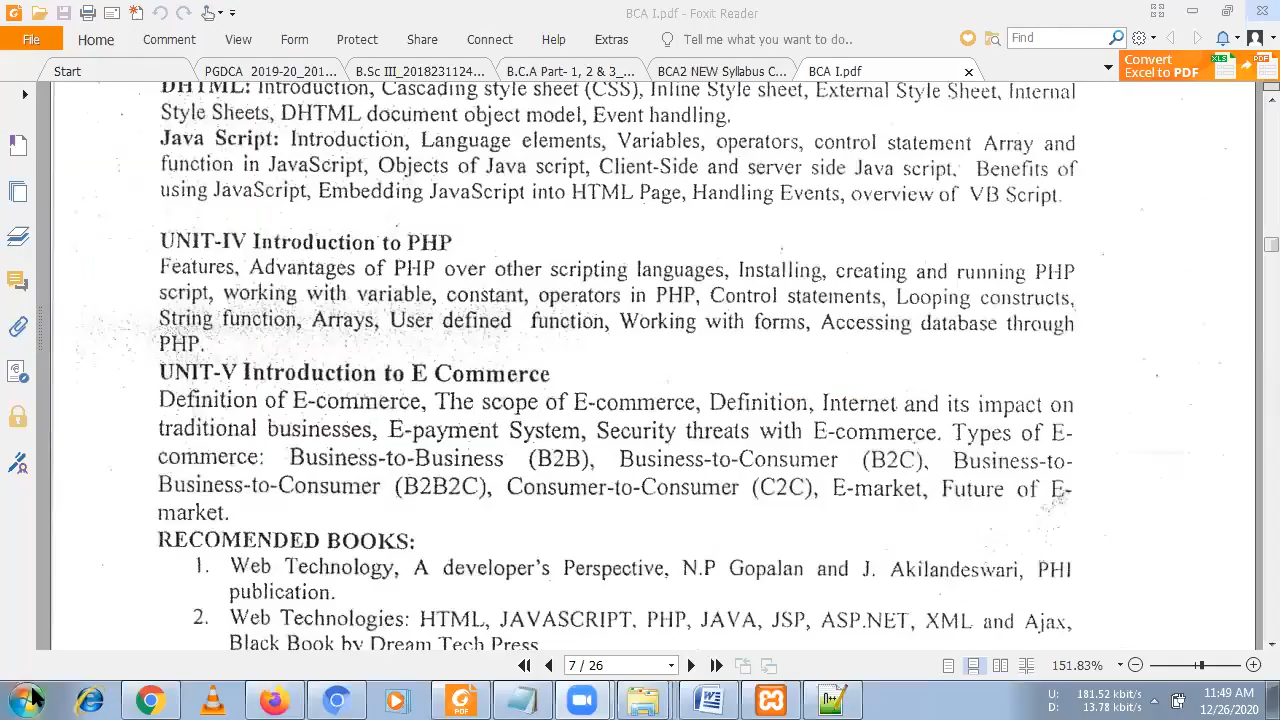 BCA I.pdf - Foxit Reader
File Home Comment View Form Protect Share Connect Help Extras Tell me what you want to do.. Find
Start PGDCA 2019-20_201... B.Sc III_2018231124... B.C.A Part-1, 2 & 3_... BCA2 NEW Syllabus C... BCA I.pdf
Convert
Excel to PDF
DHTML: Introduction, Cascading style sheet (CSS), Inline Style sheet, External Style Sheet, Internal
Style Sheets, DHTML document object model, Event handling.
Java Script: Introduction, Language elements, Variables, operators, control statement Array and
function in JavaScript, Objects of Java script, Client-Side and server side Java script. Benefits of
using JavaScript, Embedding JavaScript into HTML Page, Handling Events, overview of VB Script.
UNIT-IV Introduction to PHP
Features, Advantages of PHP over other scripting languages, Installing, creating and running PHP
script, working with variable, constant, operators in PHP, Control statements, Looping constructs,
String function, Arrays, User defined function, Working with forms, Accessing database through
PHP.
UNIT-V Introduction to E Commerce
Definition of E-commerce, The scope of E-commerce, Definition, Internet and its impact on
traditional businesses, E-payment System, Security threats with E-commerce. Types of E-
commerce: Business-to-Business (B2B), Business-to-Consumer (B2C), Business-to-
Business-to-Consumer (B2B2C), Consumer-to-Consumer (C2C), E-market, Future of E-
market.
RECOMENDED BOOKS:
1. Web Technology, A developer's Perspective, N.P Gopalan and J. Akilandeswari, PHI
publication.
2. Web Technologies: HTML, JAVASCRIPT, PHP, JAVA, JSP, ASP.NET, XML and Ajax,
Black Book by Dream Tech Press
7 / 26 151.83%
U: 181.52 kbit/s
D: 13.78 kbit/s
11:49 AM
12/26/2020